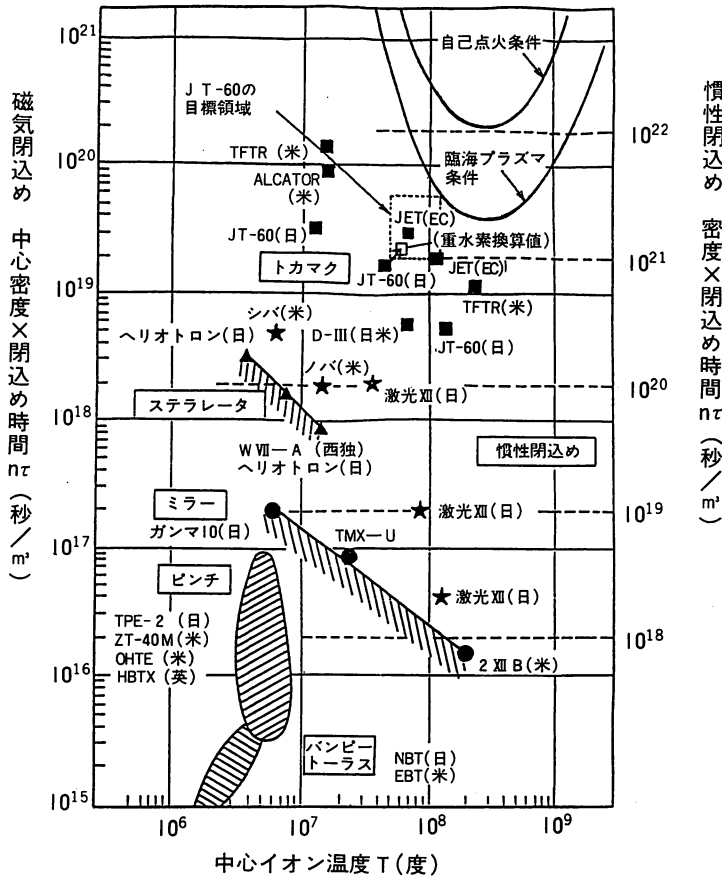 10²¹
10²⁰
10¹⁹
10¹⁸
10¹⁷
10¹⁶
10¹⁵
磁気閉込め 中心密度×閉込め時間nτ(秒/m³)
自己点火条件
JT-60の
目標領域
臨海プラズマ
条件
TFTR(米)
ALCATOR
(米)
JT-60(日)
JET(EC)
(重水素換算値)
トカマク
JT-60(日)
JET(EC)
TFTR(米)
シバ(米)
ヘリオトロン(日)
D-III(日米)
JT-60(日)
ノバ(米)
激光XII(日)
ステラレータ
WVII-A(西独)
ヘリオトロン(日)
慣性閉込め
ミラー
ガンマ10(日)
激光XII(日)
TMX-U
ピンチ
激光XII(日)
TPE-2(日)
ZT-40M(米)
OHTE(米)
HBTX(英)
2XIIB(米)
バンピー
トーラス
NBT(日)
EBT(米)
10⁶
10⁷
10⁸
10⁹
中心イオン温度T(度)
10²²
10²¹
10²⁰
10¹⁹
10¹⁸
慣性閉込め 密度×閉込め時間nτ(秒/m³)